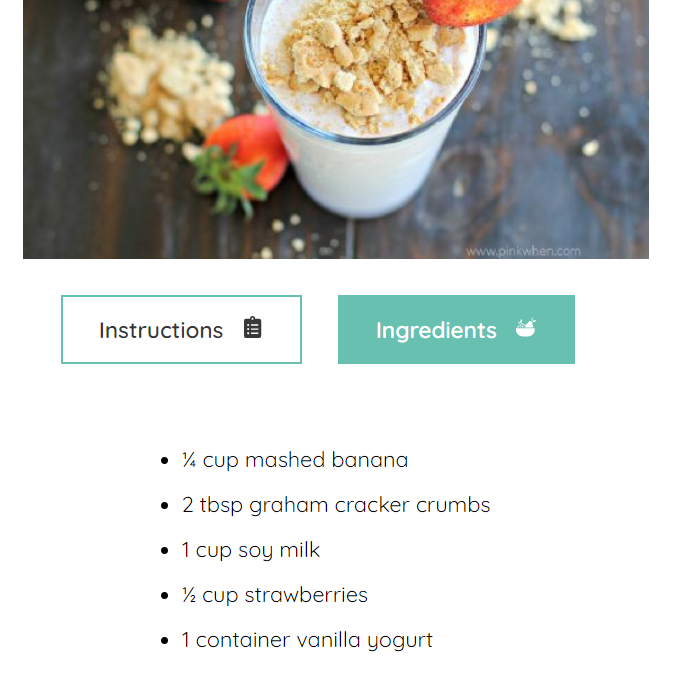 www.pinkwhen.com
Instructions
Ingredients
¼ cup mashed banana
2 tbsp graham cracker crumbs
1 cup soy milk
½ cup strawberries
1 container vanilla yogurt